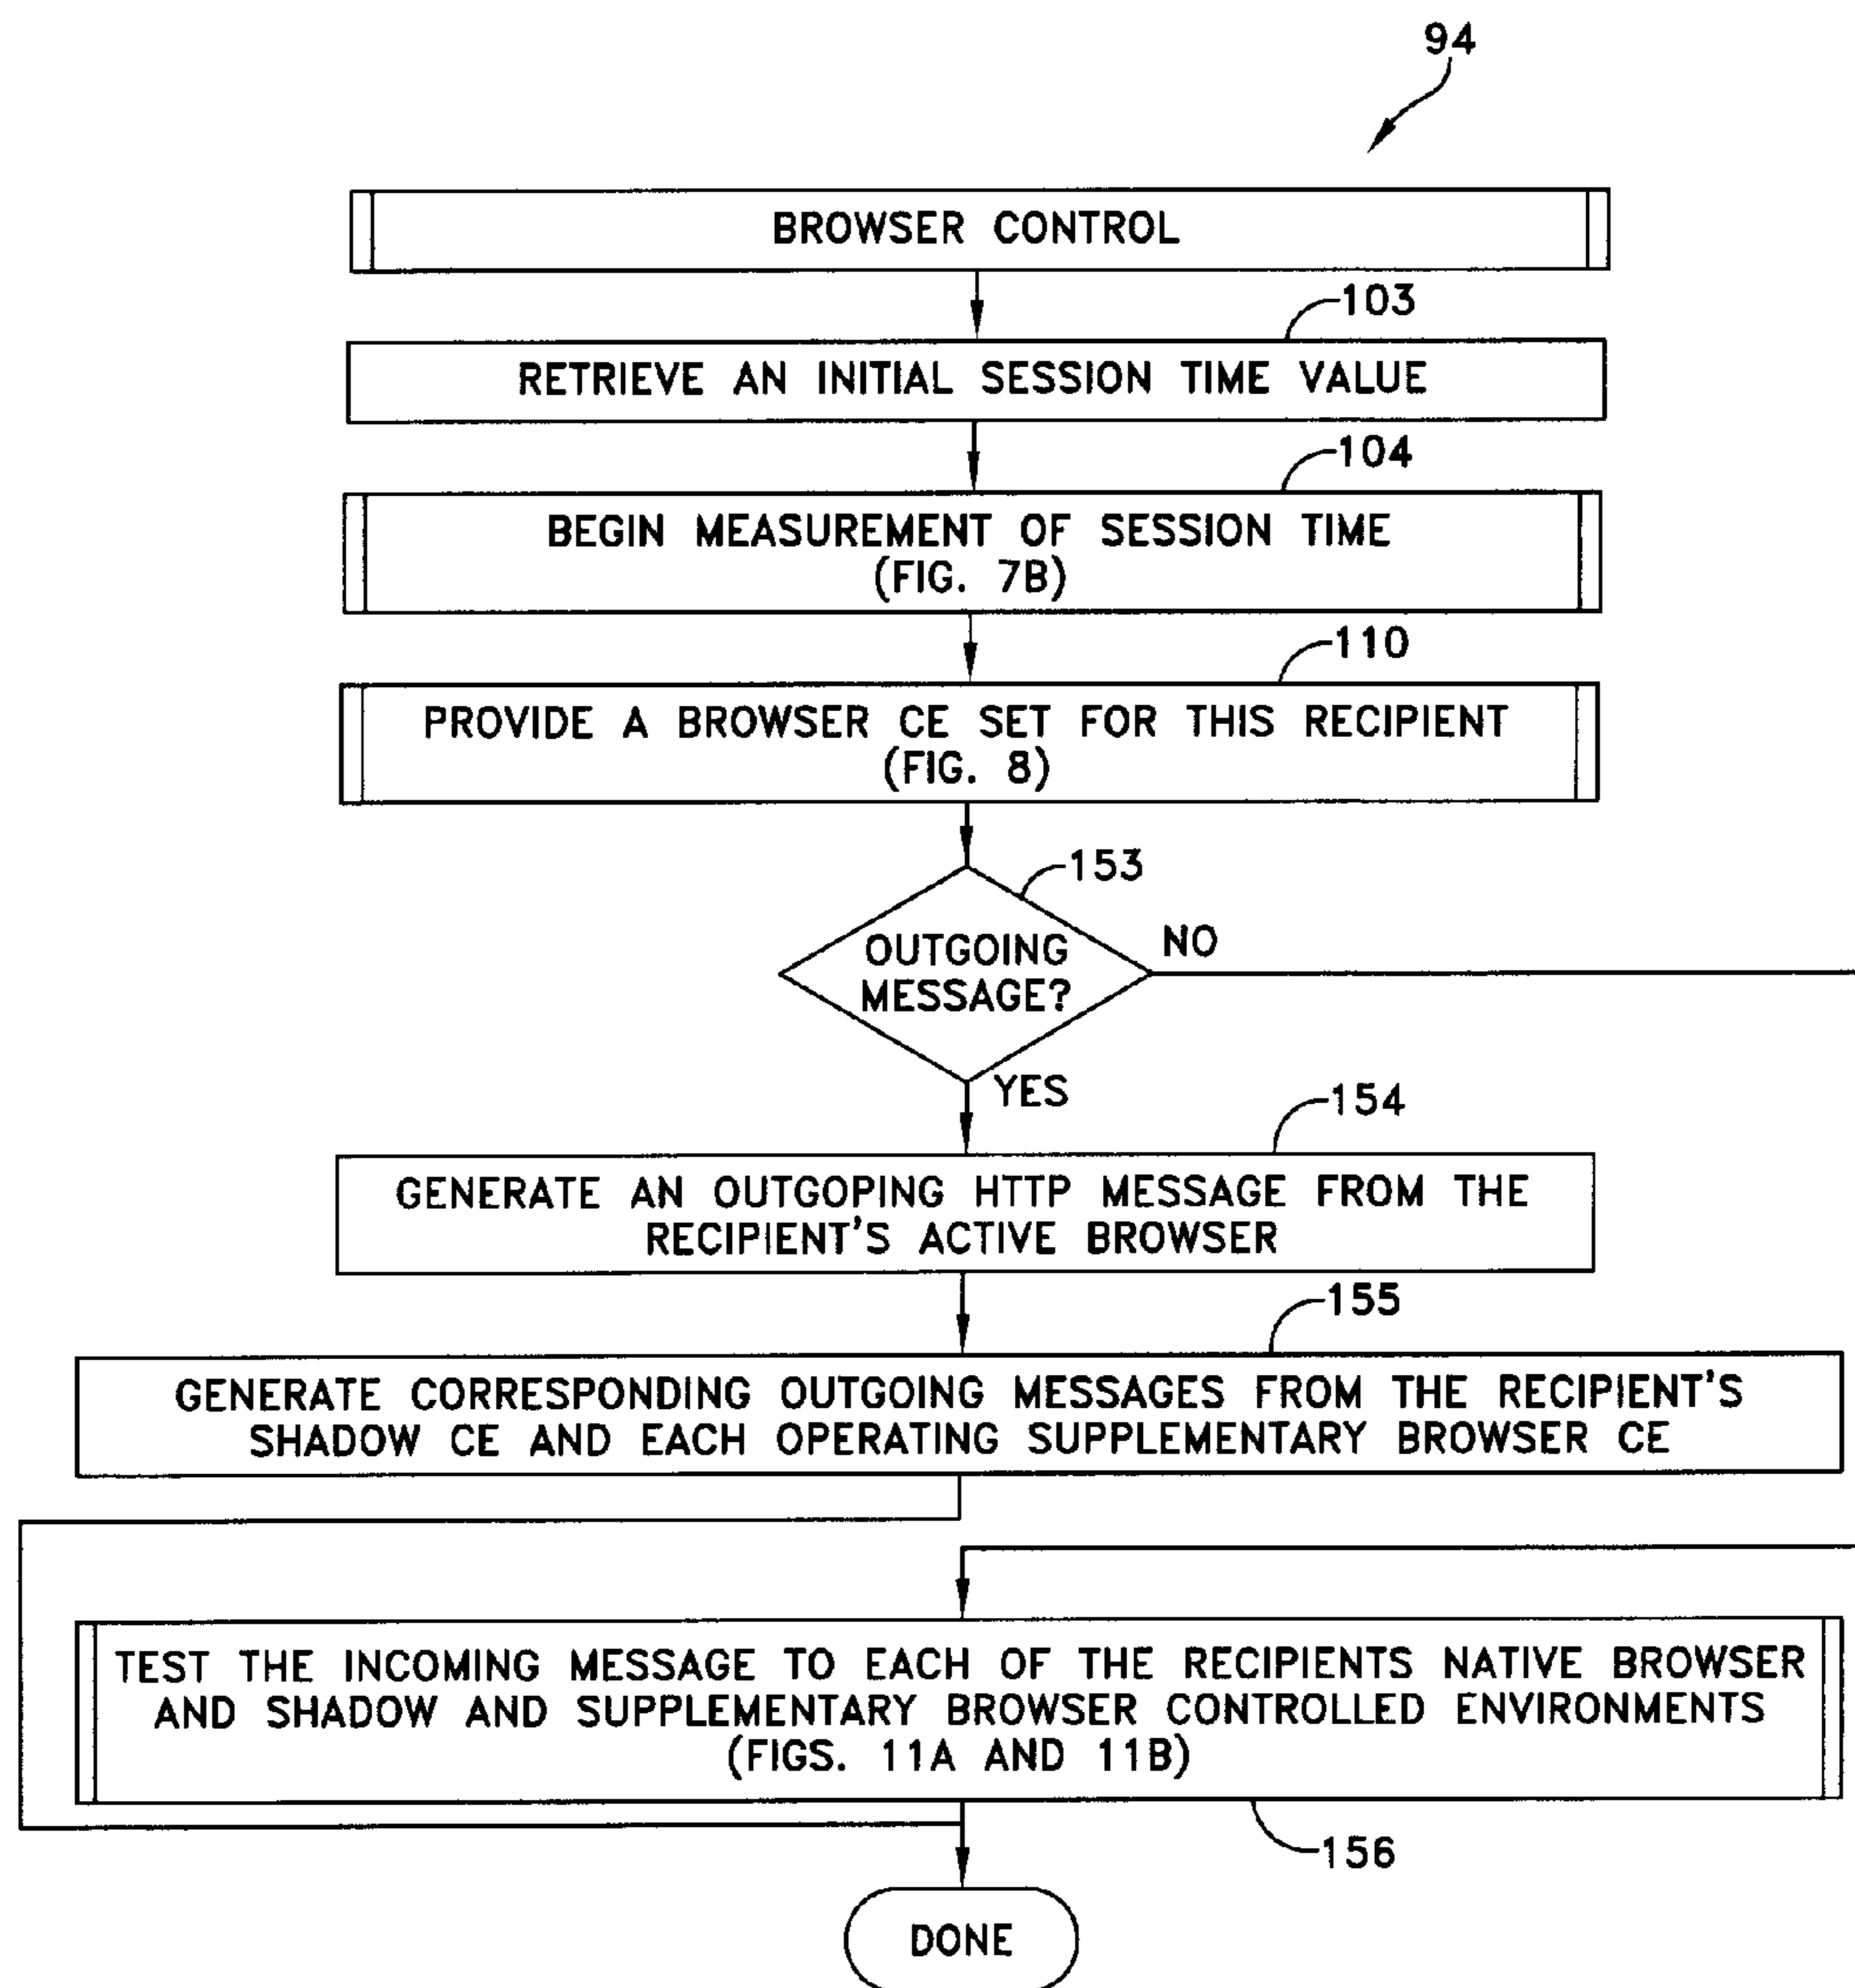 94
BROWSER CONTROL
103
RETRIEVE AN INITIAL SESSION TIME VALUE
104
BEGIN MEASUREMENT OF SESSION TIME
(FIG. 7B)
110
PROVIDE A BROWSER CE SET FOR THIS RECIPIENT
(FIG. 8)
153
OUTGOING
MESSAGE?
NO
YES
154
GENERATE AN OUTGOPING HTTP MESSAGE FROM THE
RECIPIENT'S ACTIVE BROWSER
155
GENERATE CORRESPONDING OUTGOING MESSAGES FROM THE RECIPIENT'S
SHADOW CE AND EACH OPERATING SUPPLEMENTARY BROWSER CE
TEST THE INCOMING MESSAGE TO EACH OF THE RECIPIENTS NATIVE BROWSER
AND SHADOW AND SUPPLEMENTARY BROWSER CONTROLLED ENVIRONMENTS
(FIGS. 11A AND 11B)
156
DONE